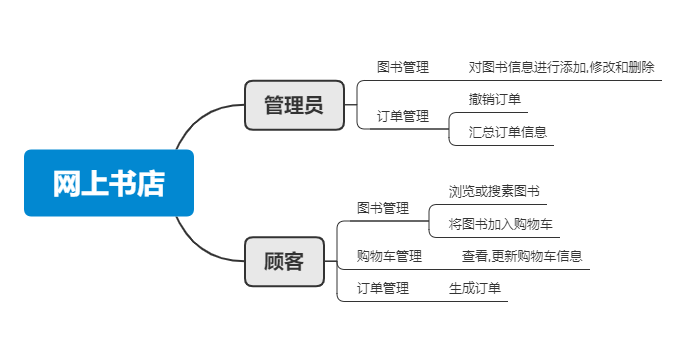 网上书店
管理员
图书管理
对图书信息进行添加,修改和删除
订单管理
撤销订单
汇总订单信息
顾客
图书管理
浏览或搜素图书
将图书加入购物车
购物车管理
查看,更新购物车信息
订单管理
生成订单